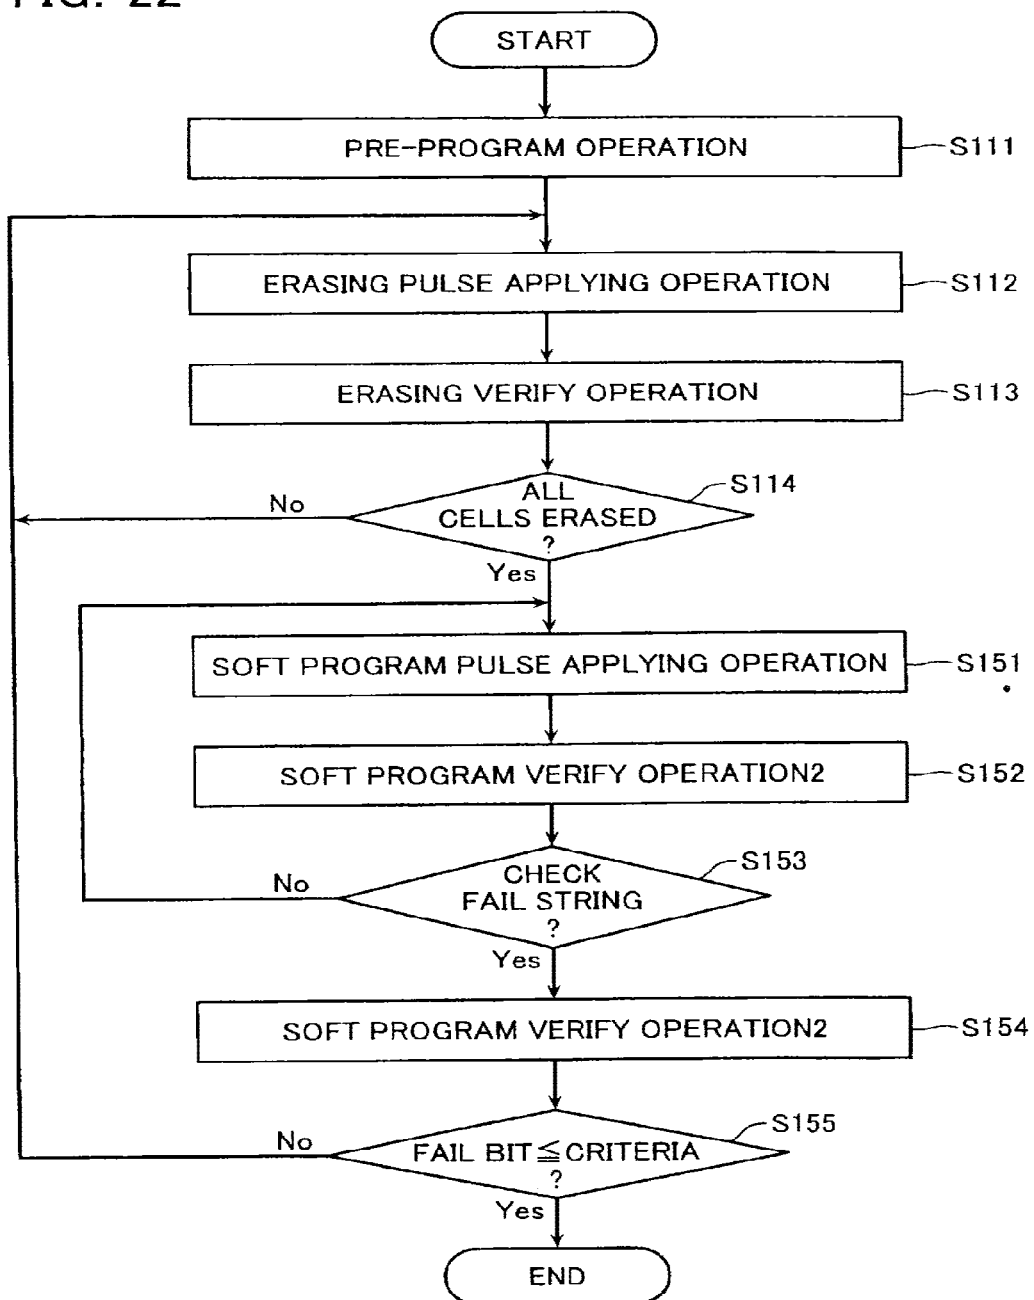 FIG. 22
START
PRE-PROGRAM OPERATION
S111
ERASING PULSE APPLYING OPERATION
S112
ERASING VERIFY OPERATION
S113
S114
ALL
CELLS ERASED
?
No
Yes
SOFT PROGRAM PULSE APPLYING OPERATION
S151
SOFT PROGRAM VERIFY OPERATION2
S152
S153
CHECK
FAIL STRING
?
No
Yes
SOFT PROGRAM VERIFY OPERATION2
S154
S155
FAIL BIT≦CRITERIA
?
No
Yes
END